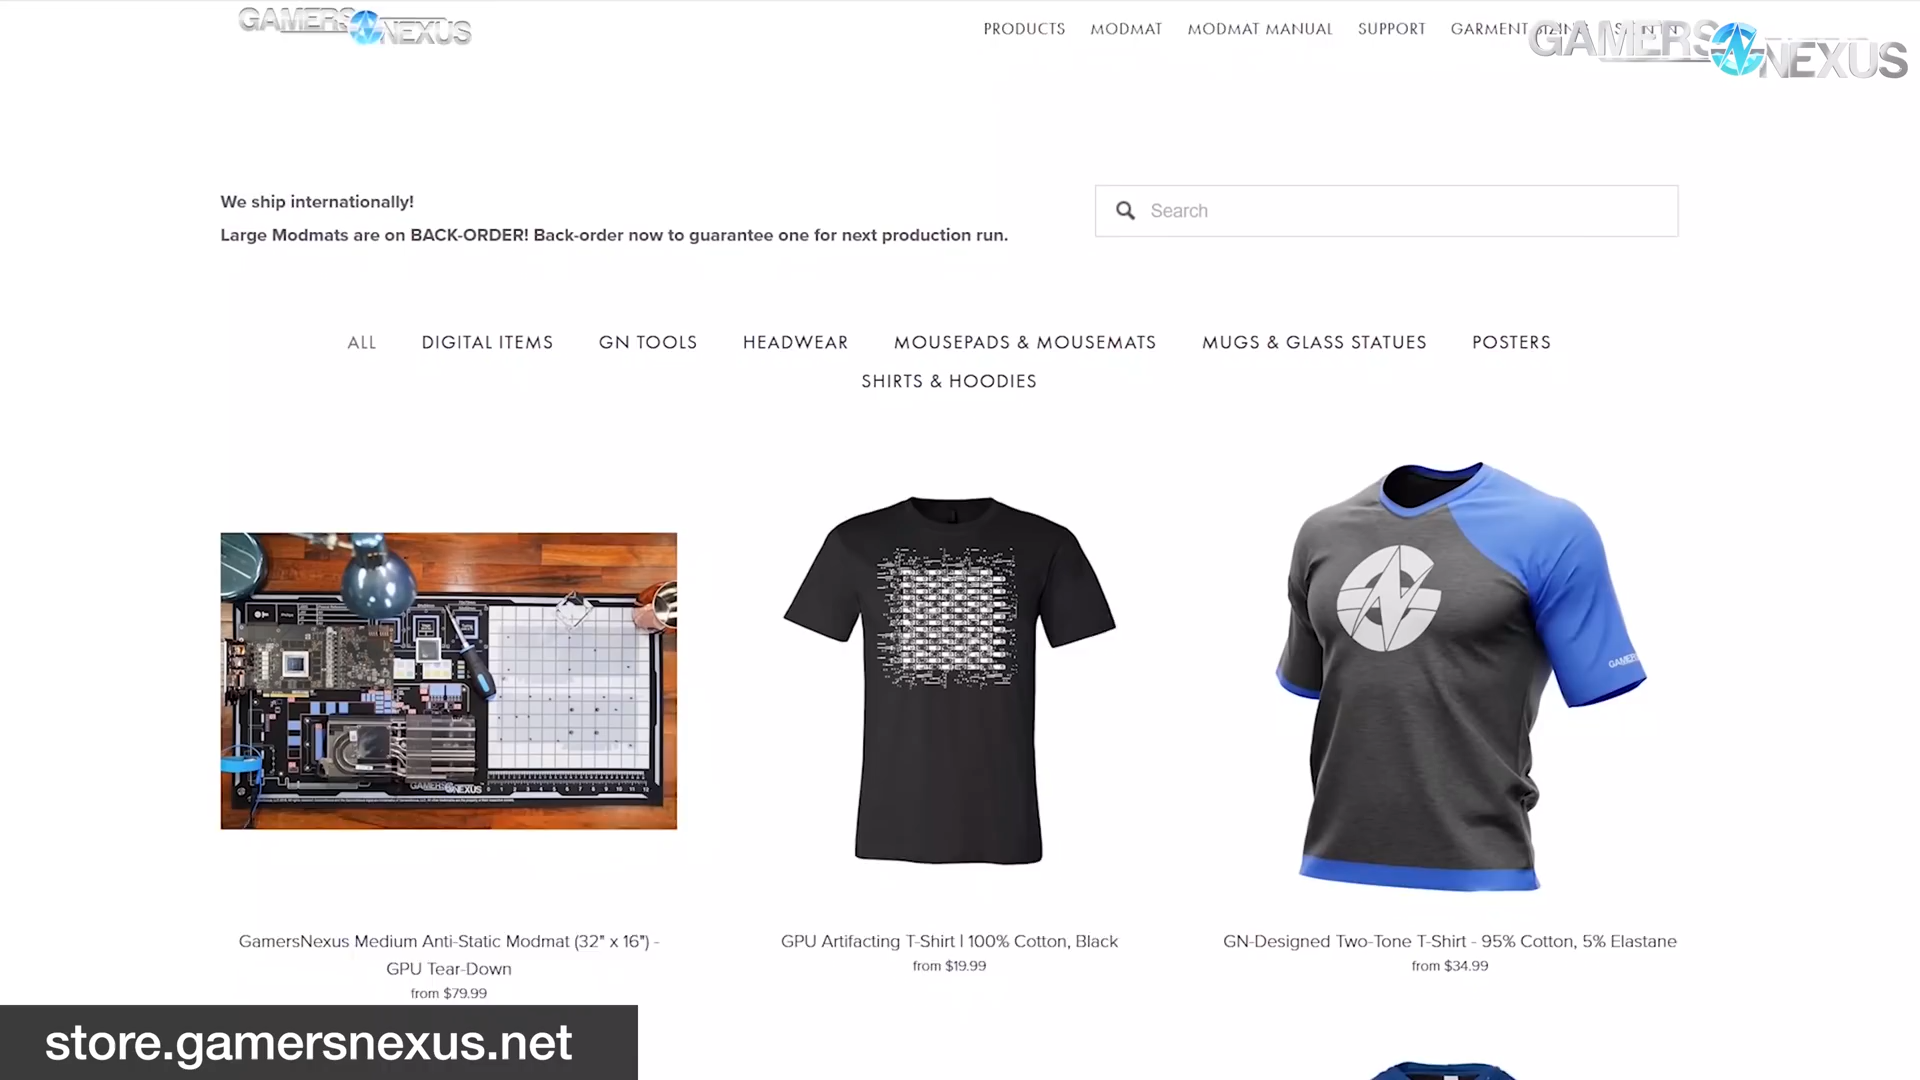 GAMERS NEXUS
PRODUCTS MODMAT MODMAT MANUAL SUPPORT GARMENT
GAMERS NEXUS
We ship internationally!
Large Modmats are on BACK-ORDER! Back-order now to guarantee one for next production run.
Search
ALL DIGITAL ITEMS GN TOOLS HEADWEAR MOUSEPADS & MOUSEMATS MUGS & GLASS STATUES POSTERS
SHIRTS & HOODIES
GAMERS NEXUS
GamersNexus Medium Anti-Static Modmat (32" x 16") -
GPU Tear-Down
from $79.99
GPU Artifacting T-Shirt | 100% Cotton, Black
from $19.99
GN-Designed Two-Tone T-Shirt - 95% Cotton, 5% Elastane
from $34.99
store.gamersnexus.net